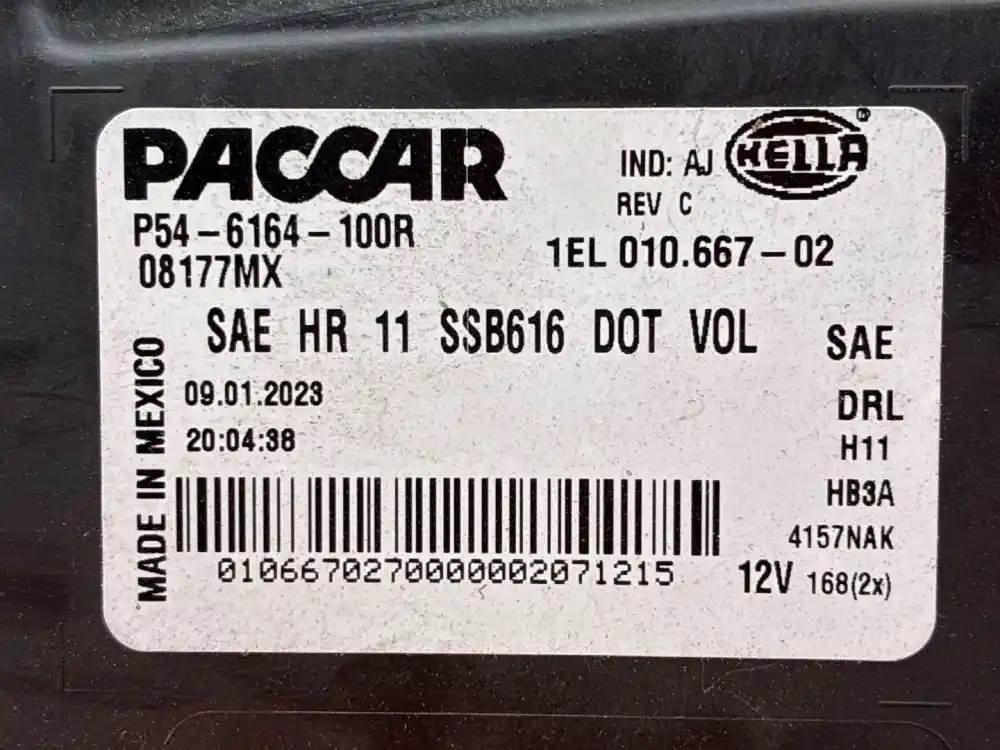 PACCAR
IND: AJ
HELLA®
P54-6164-100R
REV C
08177MX
1EL 010.667-02
SAE HR 11 SSB616 DOT VOL
SAE
MADE IN MEXICO
09.01.2023
DRL
20:04:38
H11
HB3A
4157NAK
0106670270000002071215
12V 168(2x)